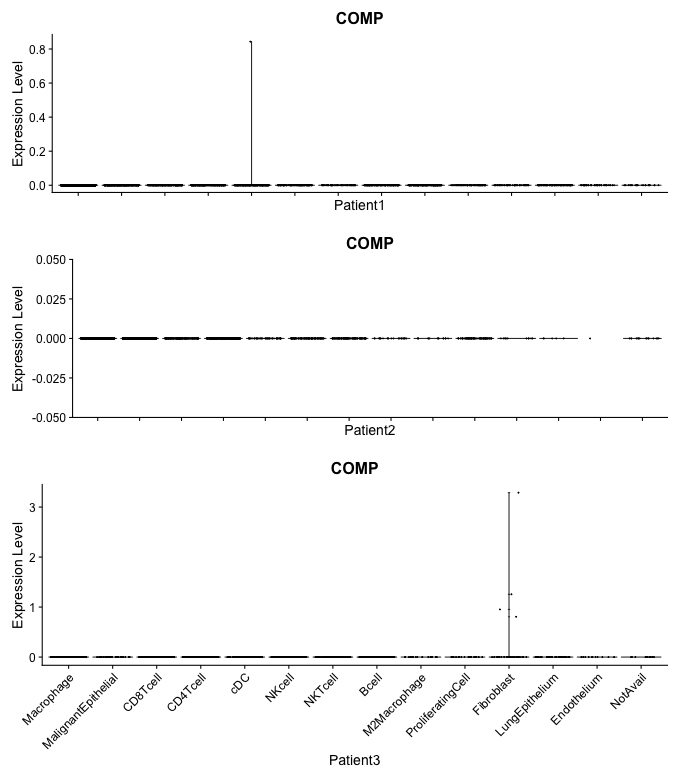 COMP
Expression Level
0.8
0.6
0.4
0.2
0.0
Patient1
COMP
Expression Level
0.050
0.025
0.000
-0.025
-0.050
Patient2
COMP
Expression Level
3
2
1
0
Macrophage
MalignantEpithelial
CD8Tcell
CD4Tcell
cDC
NKcell
NKTcell
Bcell
M2Macrophage
ProliferatingCell
Fibroblast
LungEpithelium
Endothelium
NotAvail
Patient3